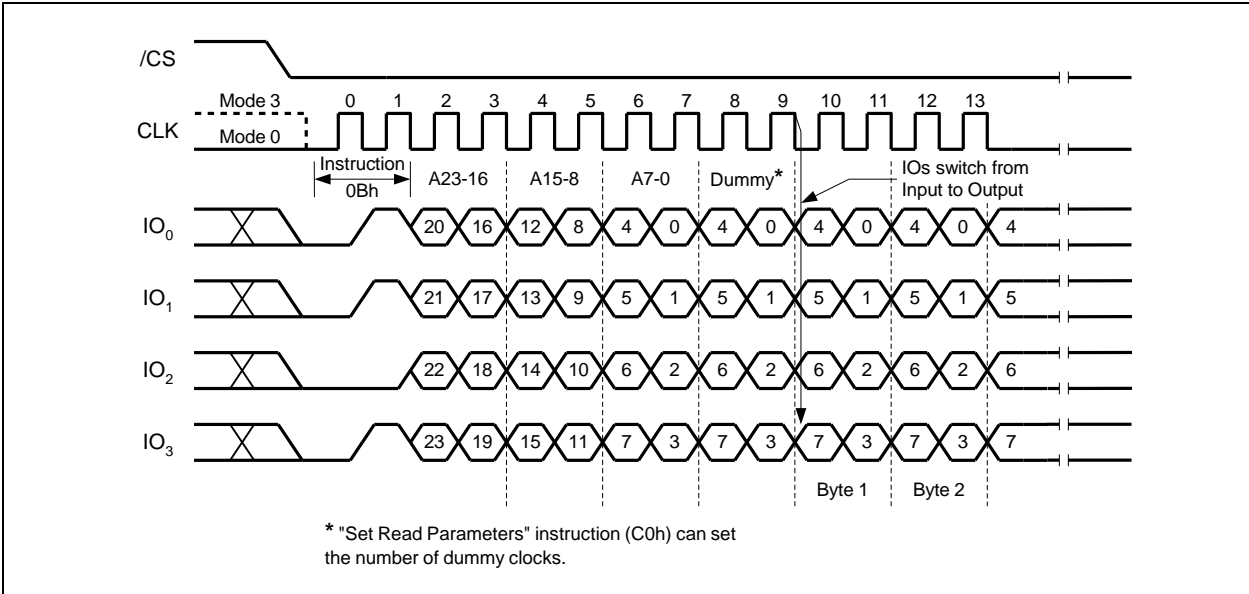 /CS
Mode 3 0 1 2 3 4 5 6 7 8 9 10 11 12 13
CLK Mode 0
Instruction
0Bh A23-16 A15-8 A7-0 Dummy* IOs switch from
Input to Output
IO0 20 16 12 8 4 0 4 0 4 0 4 0 4
IO1 21 17 13 9 5 1 5 1 5 1 5 1 5
IO2 22 18 14 10 6 2 6 2 6 2 6 2 6
IO3 23 19 15 11 7 3 7 3 7 3 7 3 7
Byte 1 Byte 2
* "Set Read Parameters" instruction (C0h) can set
the number of dummy clocks.